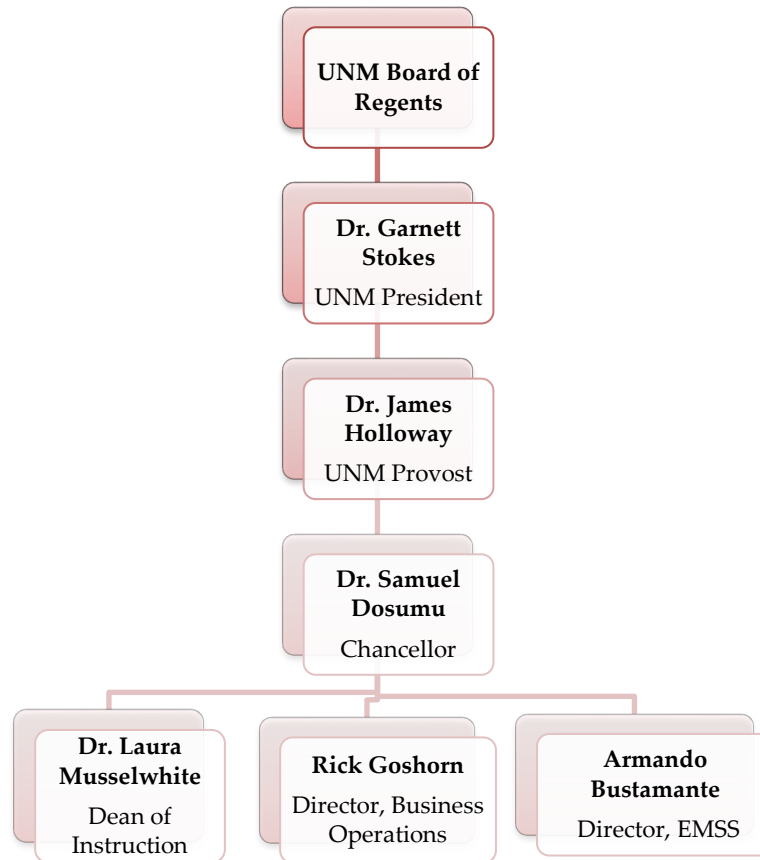 UNM Board of
Regents
Dr. Garnett
Stokes
UNM President
Dr. James
Holloway
UNM Provost
Dr. Samuel
Dosumu
Chancellor
Dr. Laura
Musselwhite
Dean of
Instruction
Rick Goshorn
Director, Business
Operations
Armando
Bustamante
Director, EMSS